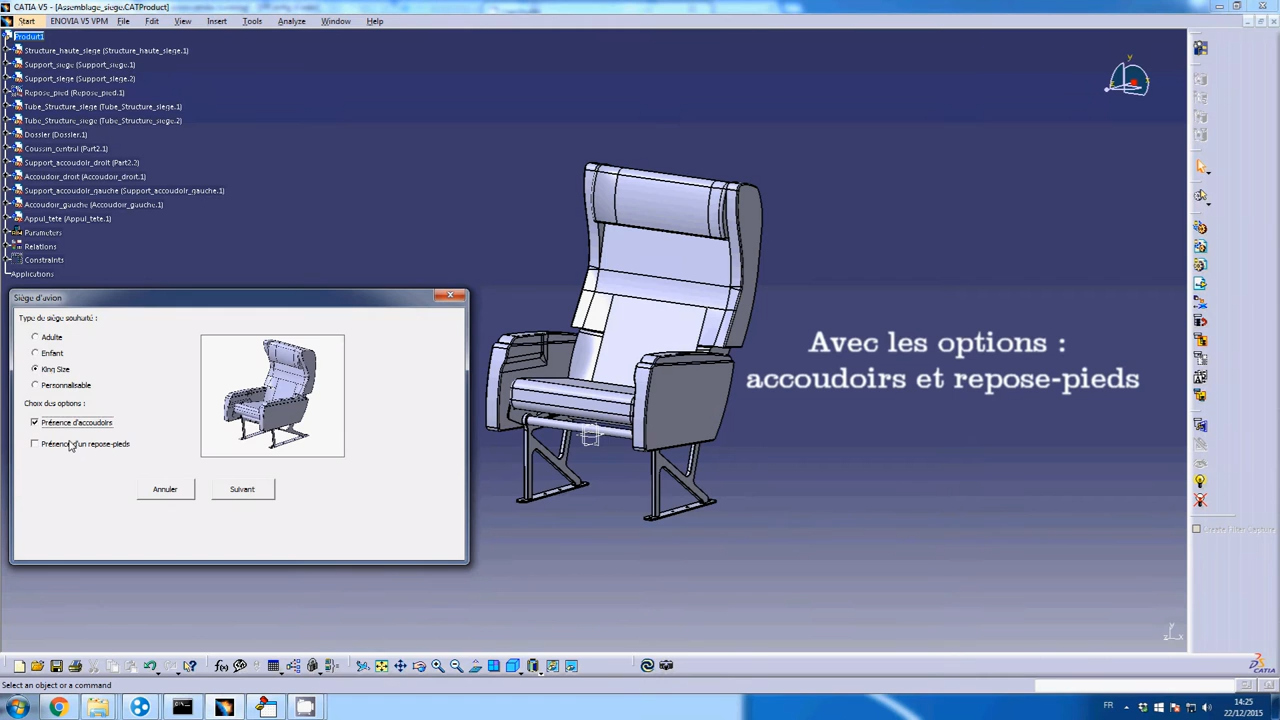 CATIA V5 - [Assemblage_siege.CATProduct]
Start ENOVIA V5 VPM File Edit View Insert Tools Analyze Window Help
Product1
Structure_haute_siege (Structure_haute_siege.1)
Support_siege (Support_siege.1)
Support_siege (Support_siege.2)
Repose_pied (Repose_pied.1)
Tube_Structure_siege (Tube_Structure_siege.1)
Tube_Structure_siege (Tube_Structure_siege.2)
Dossier (Dossier.1)
Coussin_central (Part2.1)
Support_accoudoir_droit (Part2.2)
Accoudoir_droit (Accoudoir_droit.1)
Support_accoudoir_gauche (Support_accoudoir_gauche.1)
Accoudoir_gauche (Accoudoir_gauche.1)
Appui_tete (Appui_tete.1)
Parameters
Relations
Constraints
Applications
Siège d'avion
Type de siège souhaité :
Adulte
Enfant
King Size
Personnalisable
Choix des options :
Présence d'accoudoirs
Présence d'un repose-pieds
Annuler
Suivant
Avec les options :
accoudoirs et repose-pieds
y
Create Filter Capture
y
z x
CATIA
Select an object or a command
FR
14:25
22/12/2015